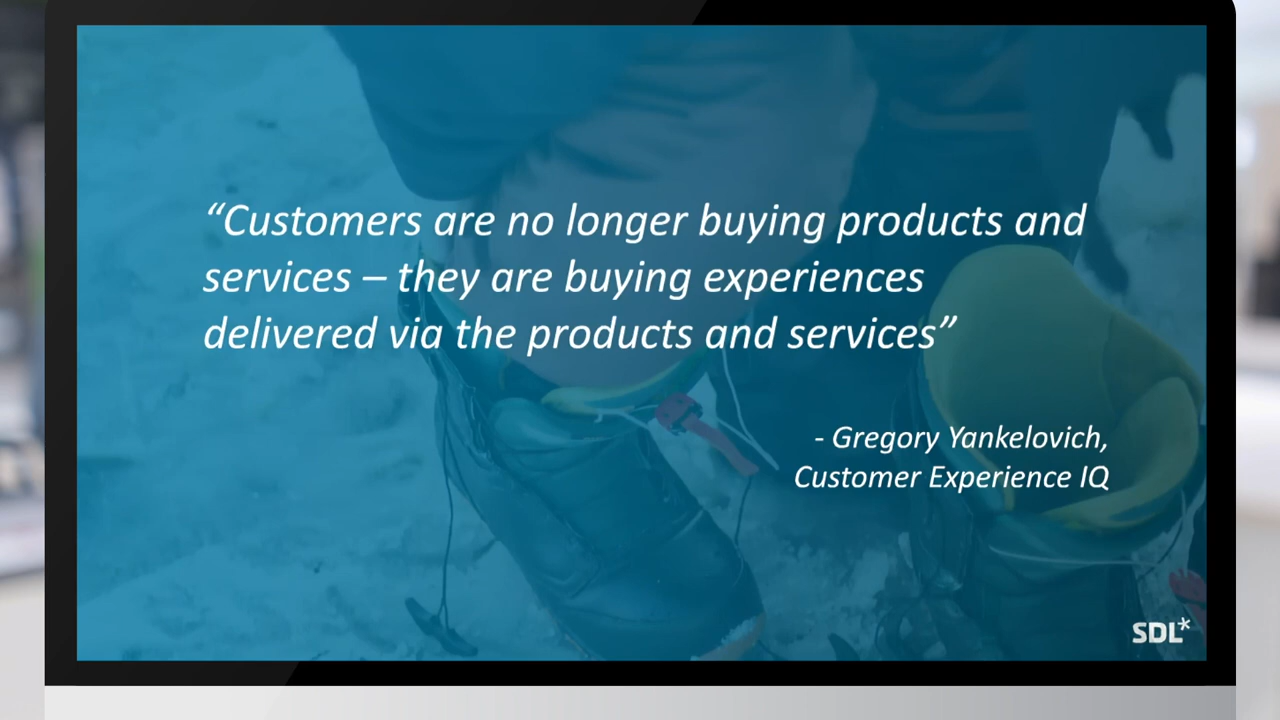 “Customers are no longer buying products and
services – they are buying experiences
delivered via the products and services”
- Gregory Yankelovich,
Customer Experience IQ
SDL*